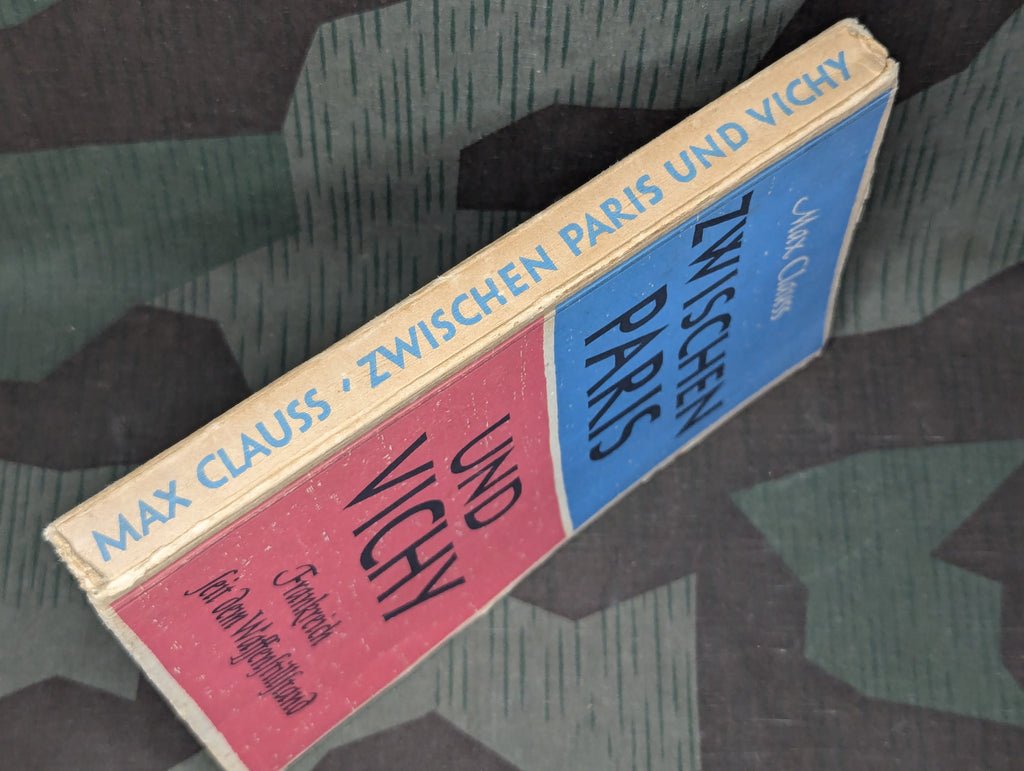 MAX CLAUSS · ZWISCHEN PARIS UND VICHY
Max Clauss
ZWISCHEN
PARIS
UND
VICHY
Frankreich
seit dem Waffenstillstand